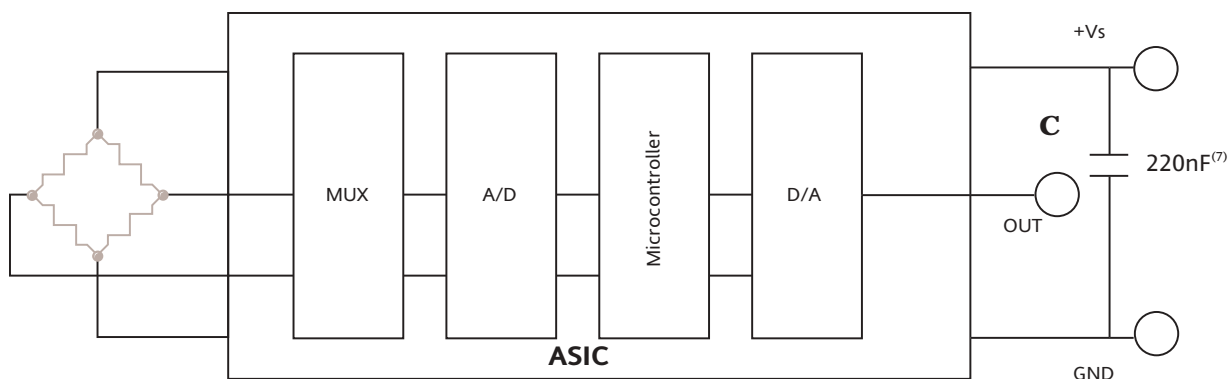 +Vs
C
220nF⁽⁷⁾
MUX
A/D
Microcontroller
D/A
OUT
ASIC
GND